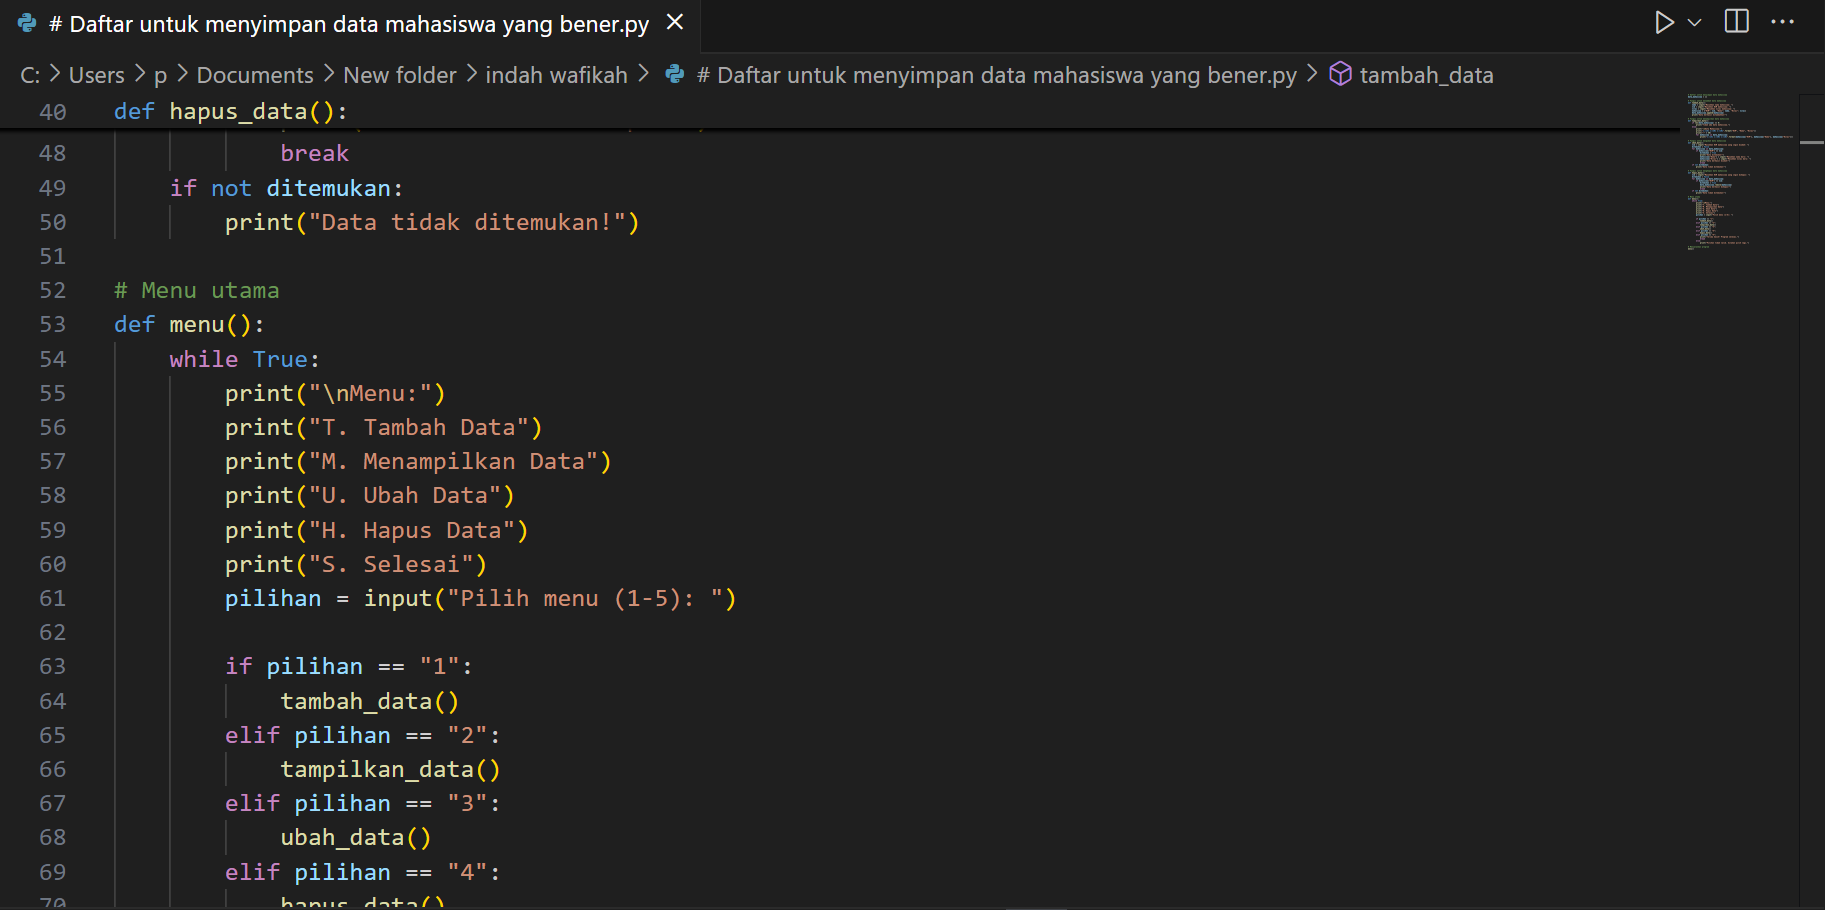 # Daftar untuk menyimpan data mahasiswa yang bener.py
C: > Users > p > Documents > New folder > indah wafikah > # Daftar untuk menyimpan data mahasiswa yang bener.py > tambah_data
40 def hapus_data():
48 break
49 if not ditemukan:
50 print("Data tidak ditemukan!")
51
52 # Menu utama
53 def menu():
54 while True:
55 print("\nMenu:")
56 print("T. Tambah Data")
57 print("M. Menampilkan Data")
58 print("U. Ubah Data")
59 print("H. Hapus Data")
60 print("S. Selesai")
61 pilihan = input("Pilih menu (1-5): ")
62
63 if pilihan == "1":
64 tambah_data()
65 elif pilihan == "2":
66 tampilkan_data()
67 elif pilihan == "3":
68 ubah_data()
69 elif pilihan == "4":
70 hapus_data()